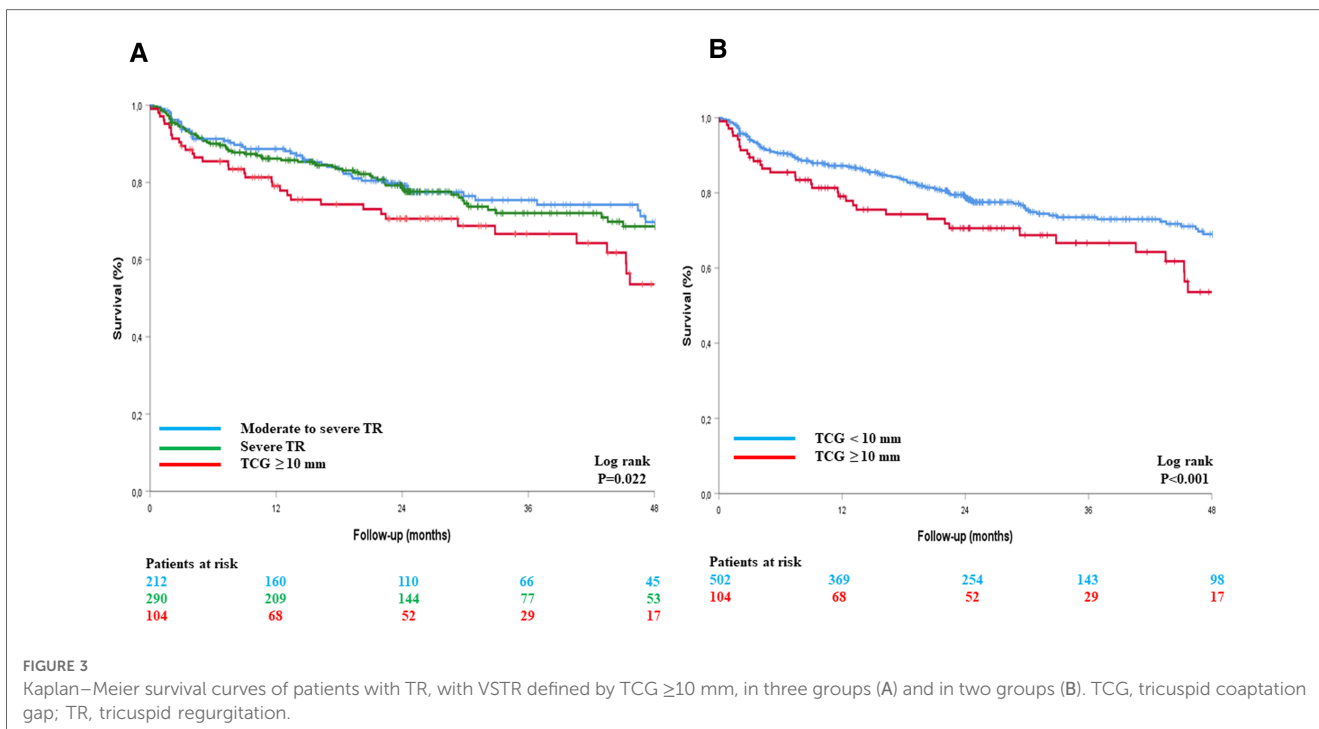 A
1,0
0,8
0,6
0,4
0,2
0,0
Survival (%)
Moderate to severe TR
Severe TR
TCG ≥ 10 mm
Log rank
P=0.022
0 12 24 36 48
Follow-up (months)
Patients at risk
212 160 110 66 45
290 209 144 77 53
104 68 52 29 17
B
1,0
0,8
0,6
0,4
0,2
0,0
Survival (%)
TCG < 10 mm
TCG ≥ 10 mm
Log rank
P<0.001
0 12 24 36 48
Follow-up (months)
Patients at risk
502 369 254 143 98
104 68 52 29 17
FIGURE 3
Kaplan–Meier survival curves of patients with TR, with VSTR defined by TCG ≥10 mm, in three groups (A) and in two groups (B). TCG, tricuspid coaptation
gap; TR, tricuspid regurgitation.